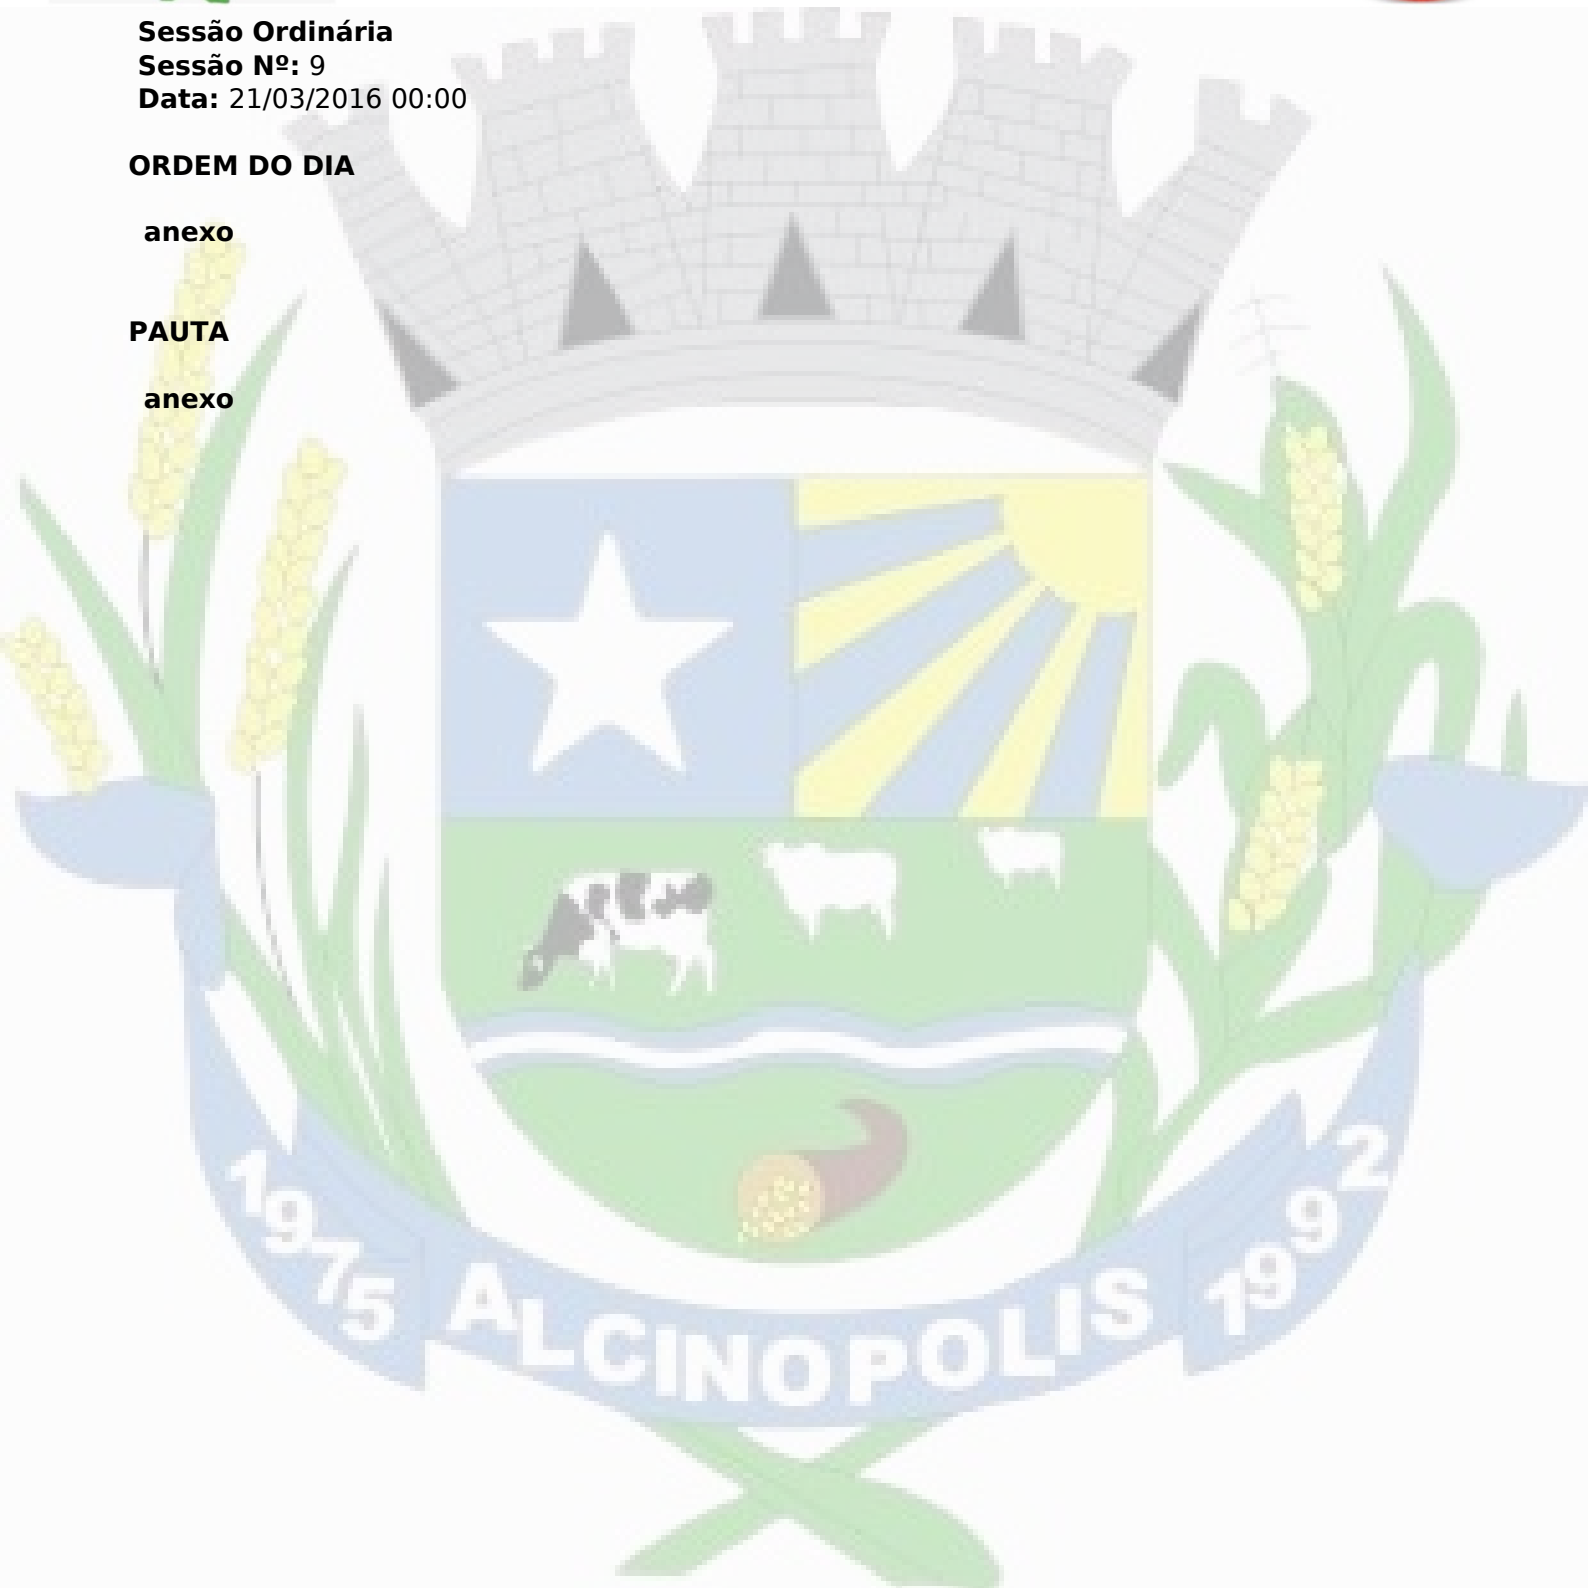 Sessão Ordinária
Sessão Nº: 9
Data: 21/03/2016 00:00
ORDEM DO DIA
anexo
PAUTA
anexo
1975 ALCINOPOLIS 1992